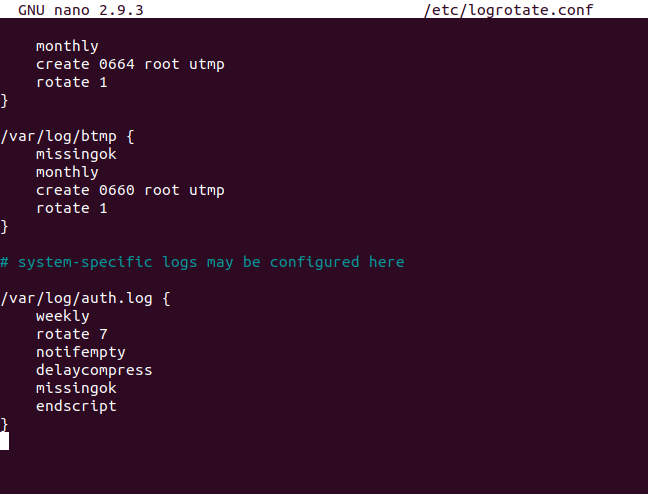 GNU nano 2.9.3 /etc/logrotate.conf
monthly
create 0664 root utmp
rotate 1
}
/var/log/btmp {
missingok
monthly
create 0660 root utmp
rotate 1
}
# system-specific logs may be configured here
/var/log/auth.log {
weekly
rotate 7
notifempty
delaycompress
missingok
endscript
}